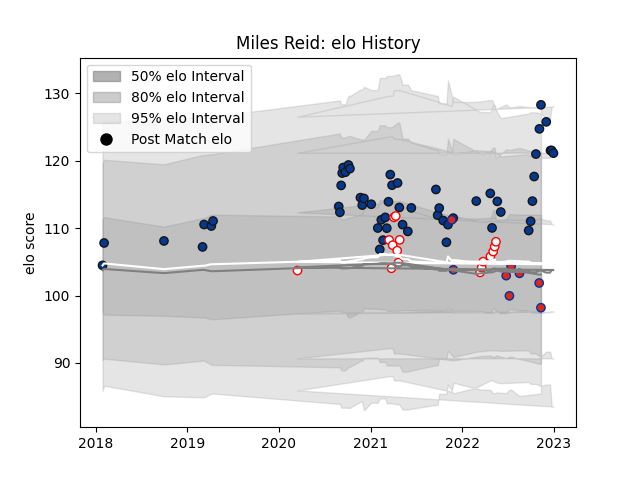 Miles Reid: elo History
50% elo Interval
80% elo Interval
95% elo Interval
Post Match elo
elo score
130
120
110
100
90
2018 2019 2020 2021 2022 2023